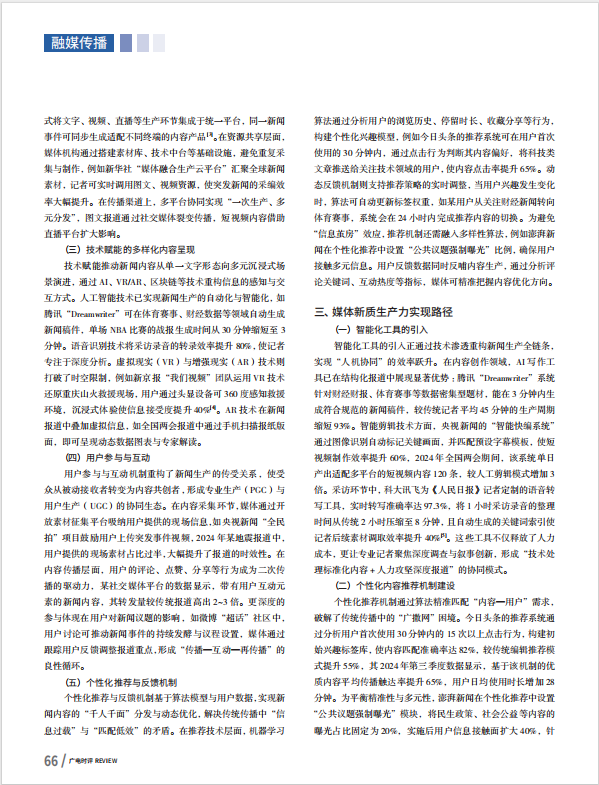 融媒传播
式将文字、视频、直播等生产环节集成于统一平台，同一新闻
事件可同步生成适配不同终端的内容产品[3]。在资源共享层面，
媒体机构通过搭建素材库、技术中台等基础设施，避免重复采
集与制作，例如新华社“媒体融合生产云平台”汇聚全球新闻
素材，记者可实时调用图文、视频资源，使突发新闻的采编效
率大幅提升。在传播渠道上，多平台协同实现“一次生产、多
元分发”，图文报道通过社交媒体裂变传播，短视频内容借助
直播平台扩大影响。
（三）技术赋能的多样化内容呈现
技术赋能推动新闻内容从单一文字形态向多元沉浸式场
景演进，通过 AI、VR/AR、区块链等技术重构信息的感知与交
互方式。人工智能技术已实现新闻生产的自动化与智能化，如
腾讯“Dreamwriter”可在体育赛事、财经数据等领域自动生成
新闻稿件，单场 NBA 比赛的战报生成时间从 30 分钟缩短至 3
分钟。语音识别技术将采访录音的转录效率提升 80%，使记者
专注于深度分析。虚拟现实（VR）与增强现实（AR）技术则
打破了时空限制，例如新京报“我们视频”团队运用 VR 技术
还原重庆山火救援现场，用户通过头显设备可 360 度感知救援
环境，沉浸式体验使信息接受度提升 40%[4]。AR 技术在新闻
报道中叠加虚拟信息，如全国两会报道中通过手机扫描报纸版
面，即可呈现动态数据图表与专家解读。
（四）用户参与与互动
用户参与与互动机制重构了新闻生产的传受关系，使受
众从被动接收者转变为内容共创者，形成专业生产（PGC）与
用户生产（UGC）的协同生态。在内容采集环节，媒体通过开
放素材征集平台吸纳用户提供的现场信息，如央视新闻“全民
拍”项目鼓励用户上传突发事件视频，2024 年某地震报道中，
用户提供的现场素材占比过半，大幅提升了报道的时效性。在
内容传播层面，用户的评论、点赞、分享等行为成为二次传
播的驱动力，某社交媒体平台的数据显示，带有用户互动元
素的新闻内容，其转发量较传统报道高出 2~3 倍。更深度的
参与体现在用户对新闻议题的影响，如微博“超话”社区中，
用户讨论可推动新闻事件的持续发酵与议程设置，媒体通过
跟踪用户反馈调整报道重点，形成“传播—互动—再传播”的
良性循环。
（五）个性化推荐与反馈机制
个性化推荐与反馈机制基于算法模型与用户数据，实现新
闻内容的“千人千面”分发与动态优化，解决传统传播中“信
息过载”与“匹配低效”的矛盾。在推荐技术层面，机器学习
算法通过分析用户的浏览历史、停留时长、收藏分享等行为，
构建个性化兴趣模型，例如今日头条的推荐系统可在用户首次
使用的 30 分钟内，通过点击行为判断其内容偏好，将科技类
文章推送给关注技术领域的用户，使内容点击率提升 65%。动
态反馈机制则支持推荐策略的实时调整，当用户兴趣发生变化
时，算法可自动更新标签权重，如某用户从关注财经新闻转向
体育赛事，系统会在 24 小时内完成推荐内容的切换。为避免
“信息茧房”效应，推荐机制还需融入多样性算法，例如澎湃新
闻在个性化推荐中设置“公共议题强制曝光”比例，确保用户
接触多元信息。用户反馈数据同时反哺内容生产，通过分析评
论关键词、互动热度等指标，媒体可精准把握内容优化方向。
三、媒体新质生产力实现路径
（一）智能化工具的引入
智能化工具的引入正通过技术渗透重构新闻生产全链条，
实现“人机协同”的效率跃升。在内容创作领域，AI 写作工
具已在结构化报道中展现显著优势：腾讯“Dreamwriter”系统
针对财经财报、体育赛事等数据密集型题材，能在 3 分钟内生
成符合规范的新闻稿件，较传统记者平均 45 分钟的生产周期
缩短 93%。智能剪辑技术方面，央视新闻的“智能快编系统”
通过图像识别自动标记关键画面，并匹配预设字幕模板，使短
视频制作效率提升 60%，2024 年全国两会期间，该系统单日
产出适配多平台的短视频内容 120 条，较人工剪辑模式增加 3
倍。采访环节中，科大讯飞为《人民日报》记者定制的语音转
写工具，实时转写准确率达 97.3%，将 1 小时采访录音的整理
时间从传统 2 小时压缩至 8 分钟，且自动生成的关键词索引使
记者后续素材调取效率提升 40%[5]。这些工具不仅释放了人力
成本，更让专业记者聚焦深度调查与叙事创新，形成“技术处
理标准化内容 + 人力攻坚深度报道”的协同模式。
（二）个性化内容推荐机制建设
个性化推荐机制通过算法精准匹配“内容—用户”需求，
破解了传统传播中的“广撒网”困境。今日头条的推荐系统通
过分析用户首次使用 30 分钟内的 15 次以上点击行为，构建初
始兴趣标签库，使内容匹配准确率达 82%，较传统编辑推荐模
式提升 55%，其 2024 年第三季度数据显示，基于该机制的优
质内容平均传播触达率提升 65%，用户日均使用时长增加 28
分钟。为平衡精准性与多元性，澎湃新闻在个性化推荐中设置
“公共议题强制曝光”模块，将民生政策、社会公益等内容的
曝光占比固定为 20%，实施后用户信息接触面扩大 40%，针
66 / 广电时评 REVIEW